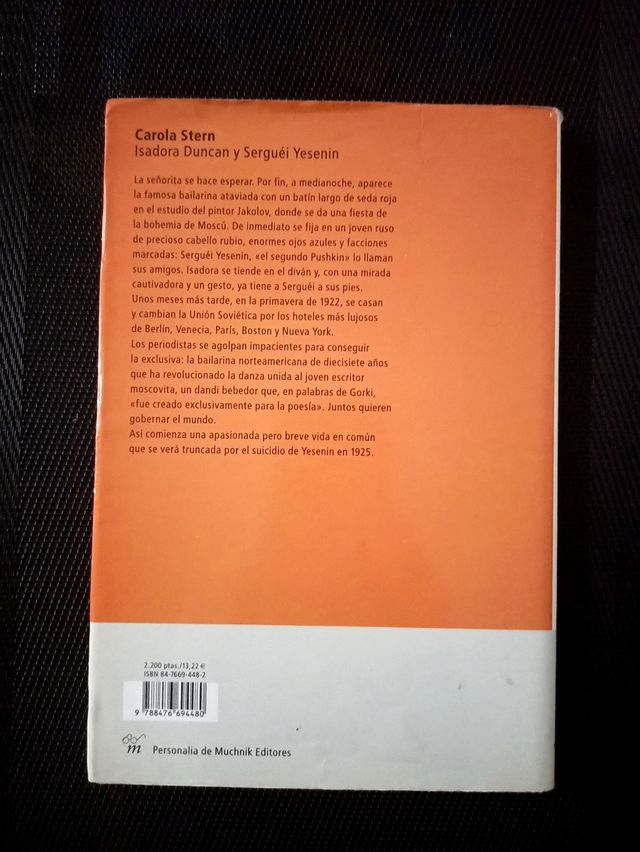 Carola Stern
Isadora Duncan y Serguéi Yesenin
La señorita se hace esperar. Por fin, a medianoche, aparece
la famosa bailarina ataviada con un batín largo de seda roja
en el estudio del pintor Jakolov, donde se da una fiesta de
la bohemia de Moscú. De inmediato se fija en un joven ruso
de precioso cabello rubio, enormes ojos azules y facciones
marcadas: Serguéi Yesenin, «el segundo Pushkin» lo llaman
sus amigos. Isadora se tiende en el diván y, con una mirada
cautivadora y un gesto, ya tiene a Serguéi a sus pies.
Unos meses más tarde, en la primavera de 1922, se casan
y cambian la Unión Soviética por los hoteles más lujosos
de Berlín, Venecia, París, Boston y Nueva York.
Los periodistas se agolpan impacientes para conseguir
la exclusiva: la bailarina norteamericana de diecisiete años
que ha revolucionado la danza unida al joven escritor
moscovita, un dandi bebedor que, en palabras de Gorki,
«fue creado exclusivamente para la poesía». Juntos quieren
gobernar el mundo.
Así comienza una apasionada pero breve vida en común
que se verá truncada por el suicidio de Yesenin en 1925.
2.200 ptas./13,22 €
ISBN 84-7669-448-2
9 788476 694480
m
Personalia de Muchnik Editores